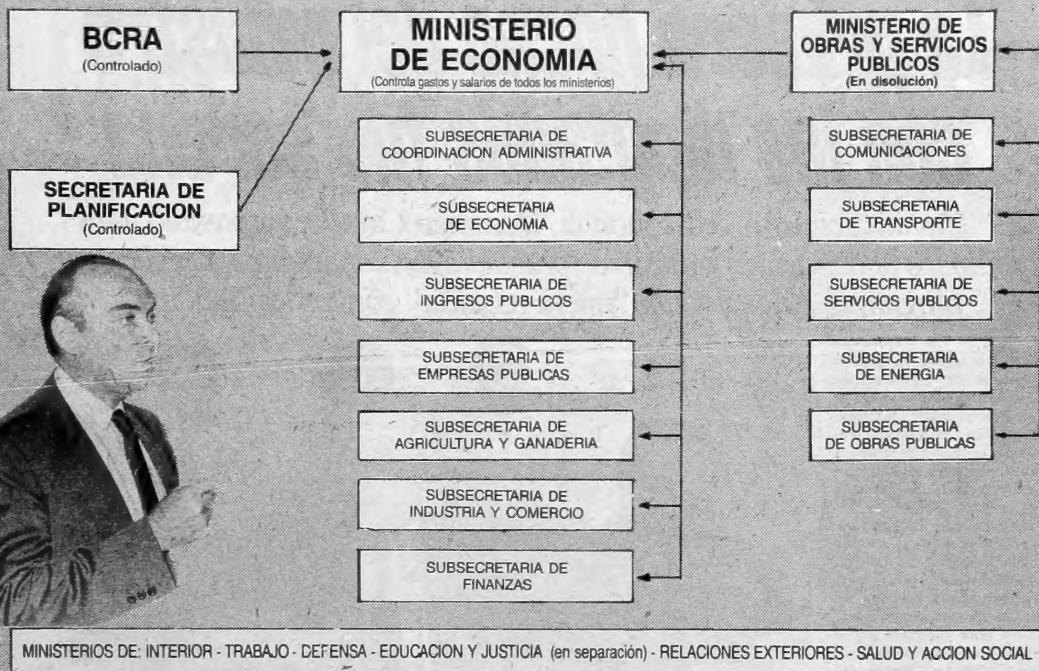 BCRA
(Controlado)
SECRETARIA DE
PLANIFICACION
(Controlado)
MINISTERIO
DE ECONOMIA
(Controla gastos y salarios de todos los ministerios)
SUBSECRETARIA DE
COORDINACION ADMINISTRATIVA
SUBSECRETARIA
DE ECONOMIA
SUBSECRETARIA DE
INGRESOS PUBLICOS
SUBSECRETARIA DE
EMPRESAS PUBLICAS
SUBSECRETARIA DE
AGRICULTURA Y GANADERIA
SUBSECRETARIA DE
INDUSTRIA Y COMERCIO
SUBSECRETARIA DE
FINANZAS
MINISTERIO DE
OBRAS Y SERVICIOS
PUBLICOS
(En disolución)
SUBSECRETARIA DE
COMUNICACIONES
SUBSECRETARIA
DE TRANSPORTE
SUBSECRETARIA DE
SERVICIOS PUBLICOS
SUBSECRETARIA
DE ENERGIA
SUBSECRETARIA
DE OBRAS PUBLICAS
MINISTERIOS DE: INTERIOR - TRABAJO - DEFENSA - EDUCACION Y JUSTICIA (en separación) - RELACIONES EXTERIORES - SALUD Y ACCION SOCIAL